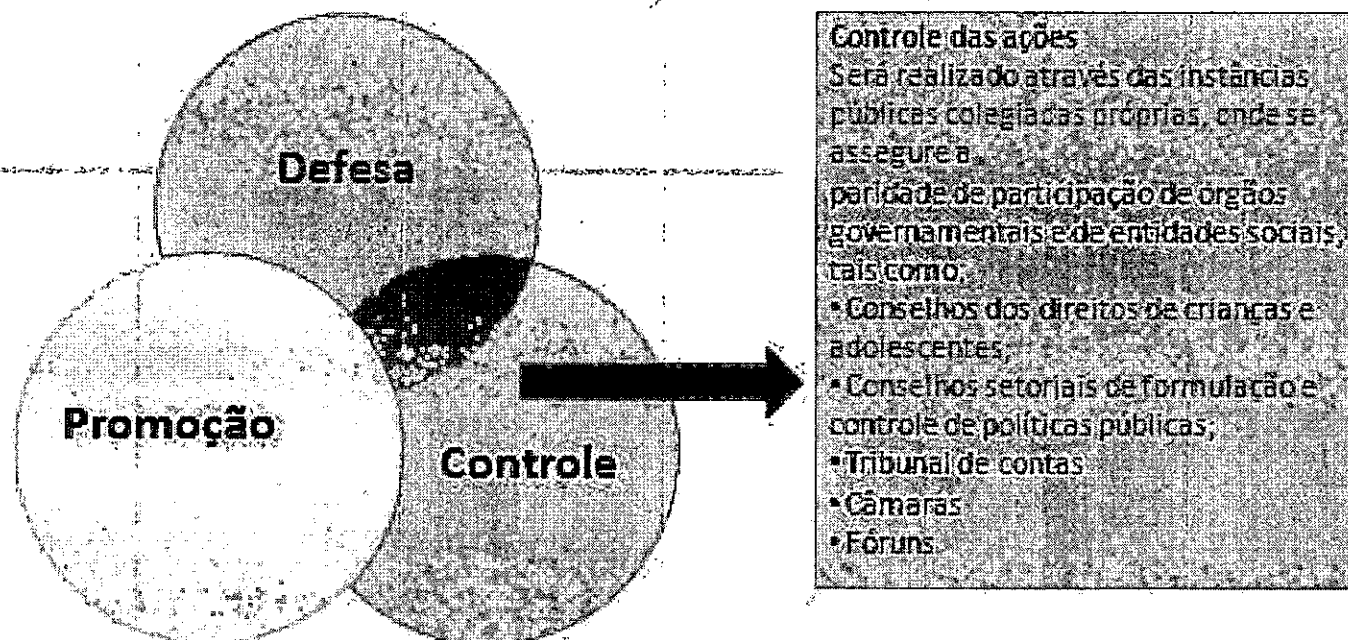 Defesa
Promoção
Controle
Controle das ações
Será realizado através das instâncias
públicas colegiadas próprias, onde se
assegure a
paridade de participação de orgãos
governamentais e de entidades sociais,
tais como:
•Conselhos dos direitos de crianças e
adolescentes;
•Conselhos setoriais de formulação e
controle de políticas públicas;
•Tribunal de contas
•Câmaras
•Fóruns